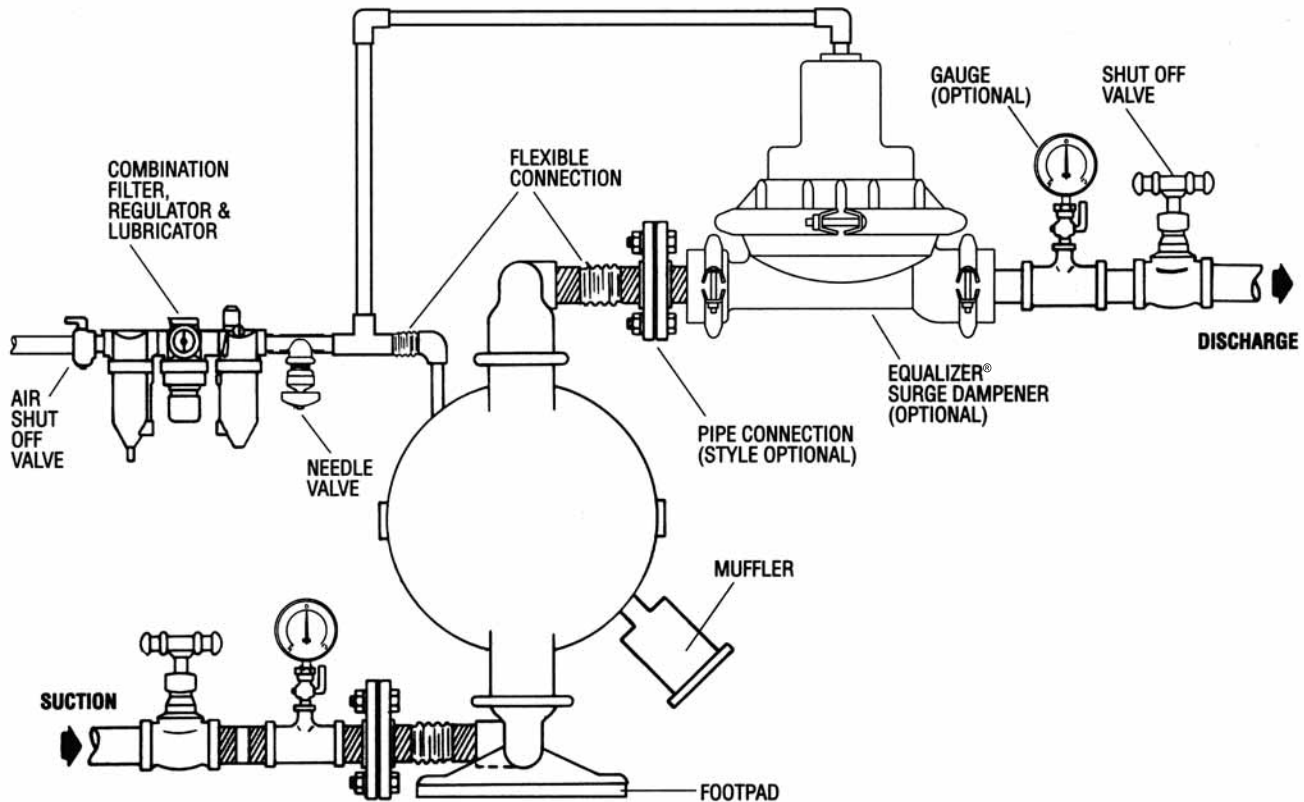 GAUGE
(OPTIONAL)
SHUT OFF
VALVE
COMBINATION
FILTER,
REGULATOR &
LUBRICATOR
FLEXIBLE
CONNECTION
DISCHARGE
AIR
SHUT
OFF
VALVE
NEEDLE
VALVE
PIPE CONNECTION
(STYLE OPTIONAL)
EQUALIZER®
SURGE DAMPENER
(OPTIONAL)
MUFFLER
SUCTION
FOOTPAD